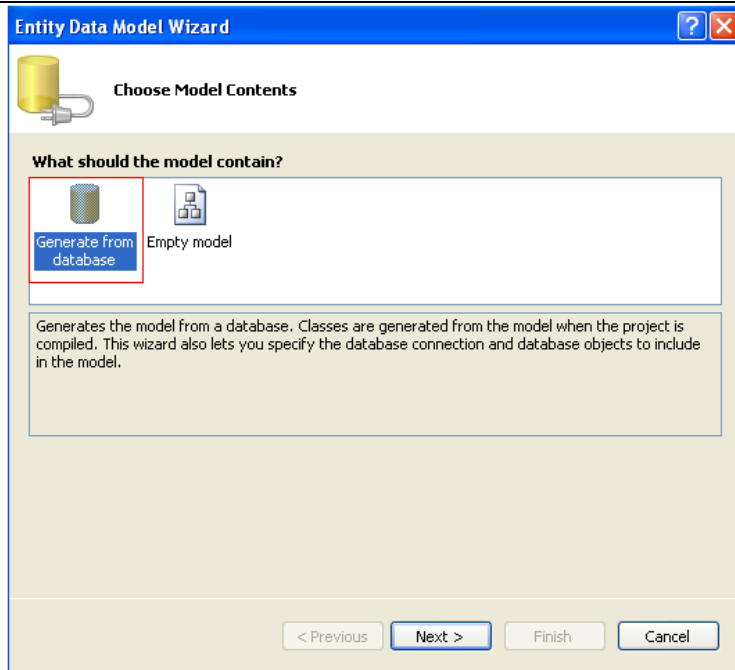 Entity Data Model Wizard
Choose Model Contents
What should the model contain?
Generate from
database
Empty model
Generates the model from a database. Classes are generated from the model when the project is
compiled. This wizard also lets you specify the database connection and database objects to include
in the model.
< Previous
Next >
Finish
Cancel